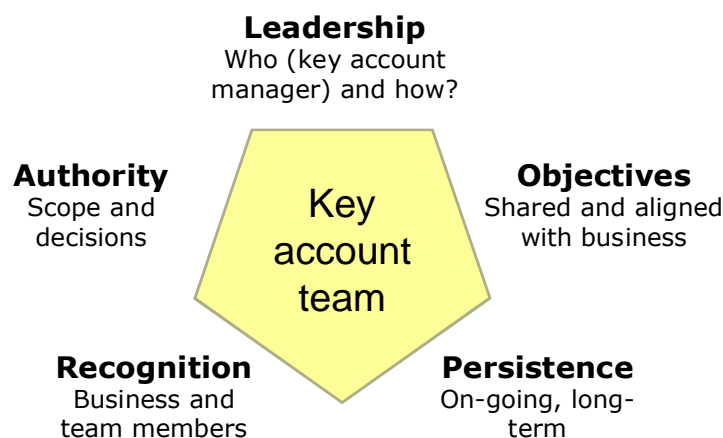 Leadership
Who (key account
manager) and how?
Authority
Scope and
decisions
Key
account
team
Objectives
Shared and aligned
with business
Recognition
Business and
team members
Persistence
On-going, long-
term